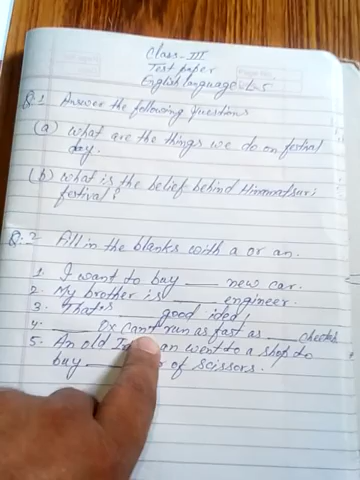 Class-III
Test paper
English language L-5
Q.1 Answer the following Questions
(a) what are the things we do on festival
day.
(b) what is the belief behind Hinamatsuri
festival?
Q.2 Fill in the blanks with a or an.
1. I want to buy ___ new car.
2. My brother is ___ engineer.
3. That's ___ good idea!
4. ___ ox can't run as fast as ___ cheetah
5. An old man went to a shop to
buy ___ of scissors.